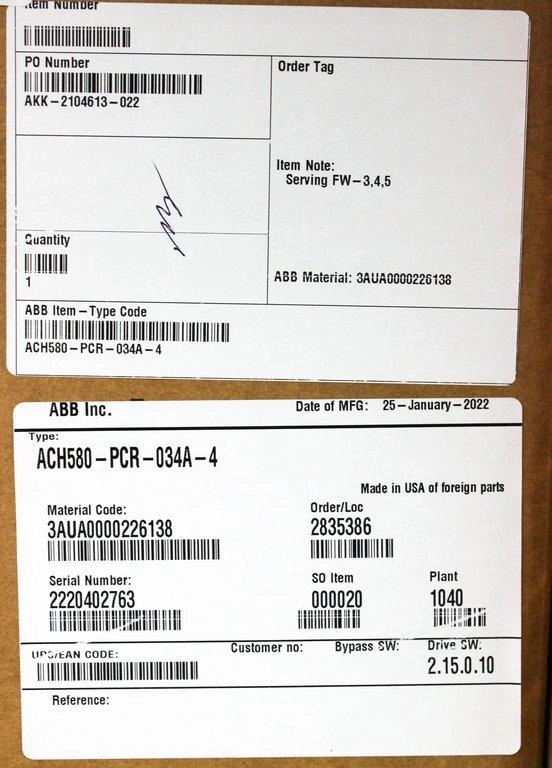 Item Number
PO Number
AKK-2104613-022
Order Tag
Item Note:
Serving FW-3,4,5
Quantity
1
ABB Material: 3AUA0000226138
ABB Item-Type Code
ACH580-PCR-034A-4
ABB Inc.
Date of MFG: 25-January-2022
Type:
ACH580-PCR-034A-4
Made in USA of foreign parts
Material Code:
3AUA0000226138
Order/Loc
2835386
Serial Number:
2220402763
SO Item
000020
Plant
1040
UPC/EAN CODE:
Customer no:
Bypass SW:
Drive SW:
2.15.0.10
Reference: